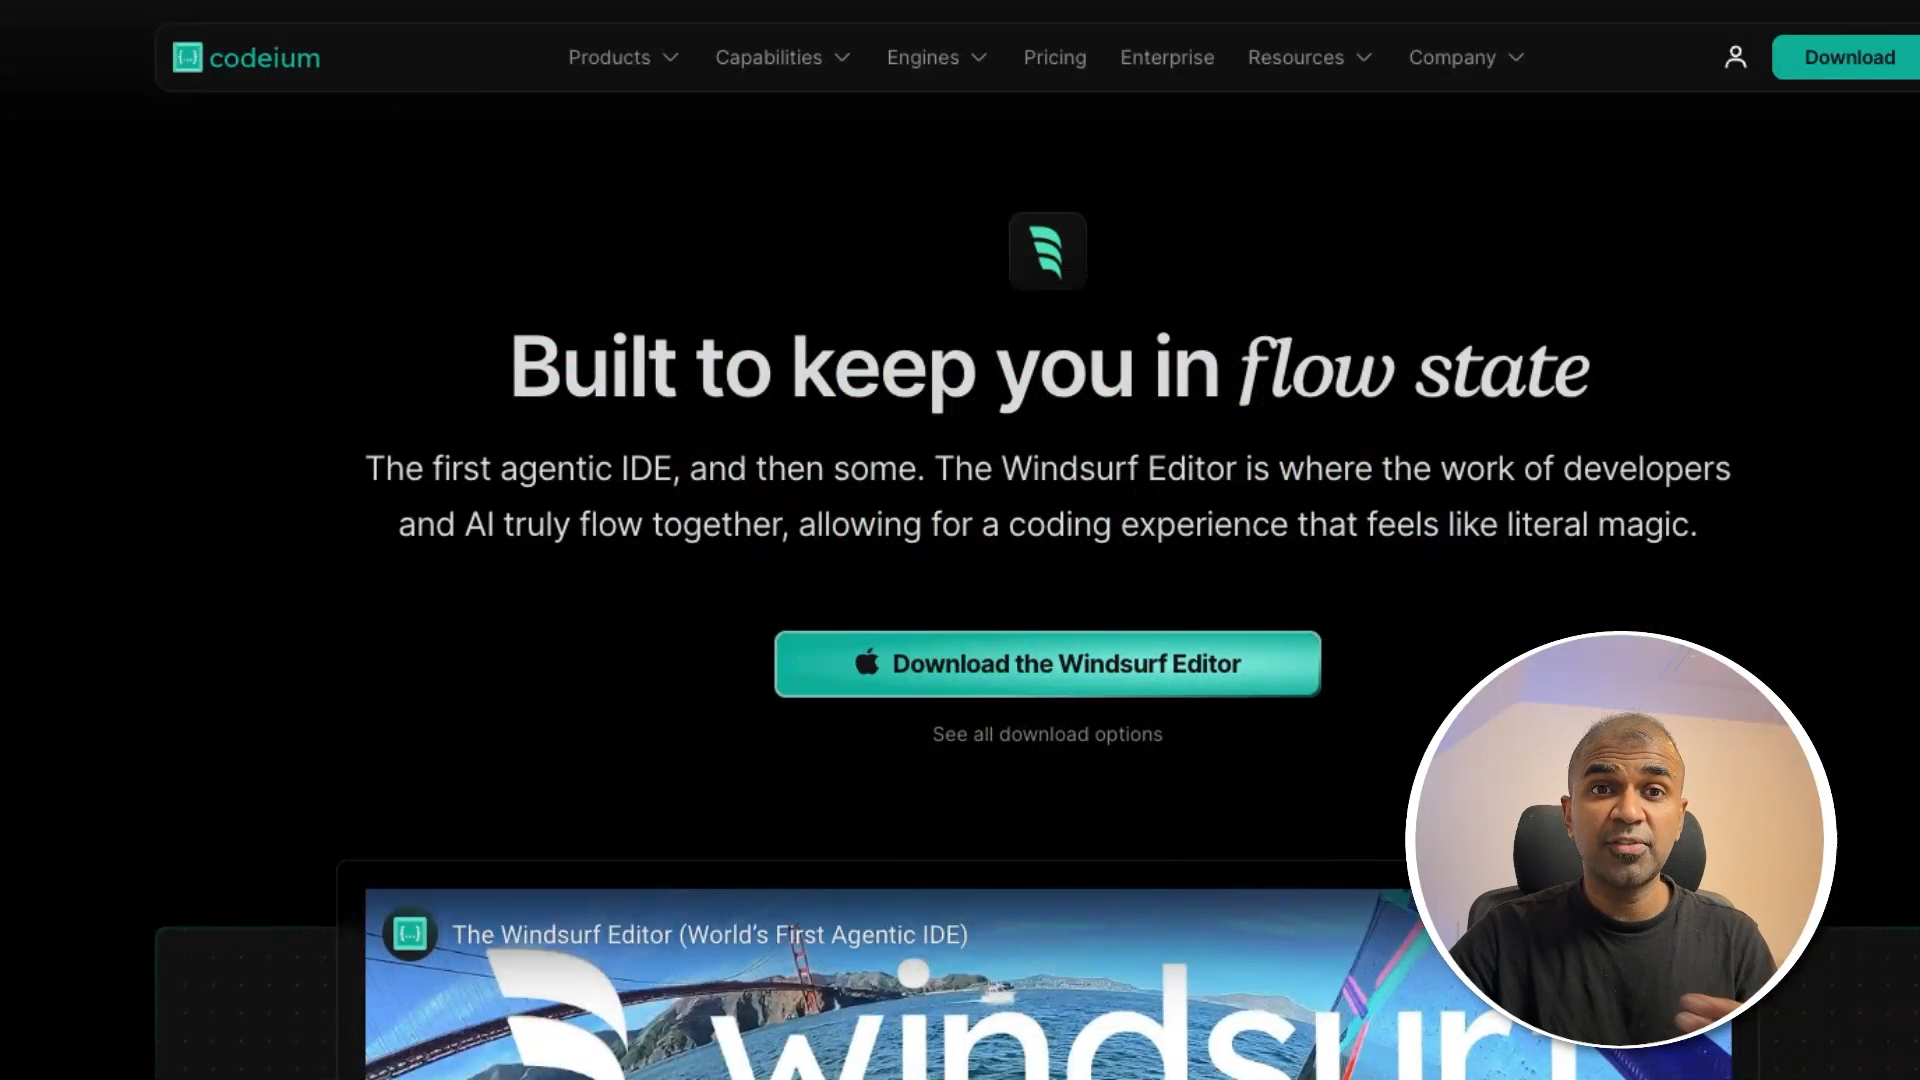 {...} codeium
Products
Capabilities
Engines
Pricing
Enterprise
Resources
Company
Download
Built to keep you in flow state
The first agentic IDE, and then some. The Windsurf Editor is where the work of developers
and AI truly flow together, allowing for a coding experience that feels like literal magic.
Download the Windsurf Editor
See all download options
{...} The Windsurf Editor (World's First Agentic IDE)
windsurf